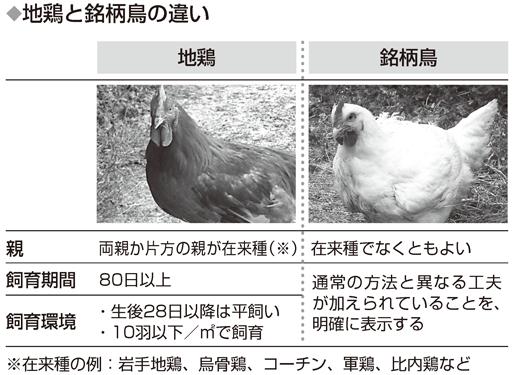 ◆地鶏と銘柄鳥の違い
地鶏
銘柄鳥
親
両親か片方の親が在来種(※)
在来種でなくともよい
飼育期間
80日以上
飼育環境
・生後28日以降は平飼い
・10羽以下／㎡で飼育
通常の方法と異なる工夫
が加えられていることを、
明確に表示する
※在来種の例：岩手地鶏、烏骨鶏、コーチン、軍鶏、比内鶏など